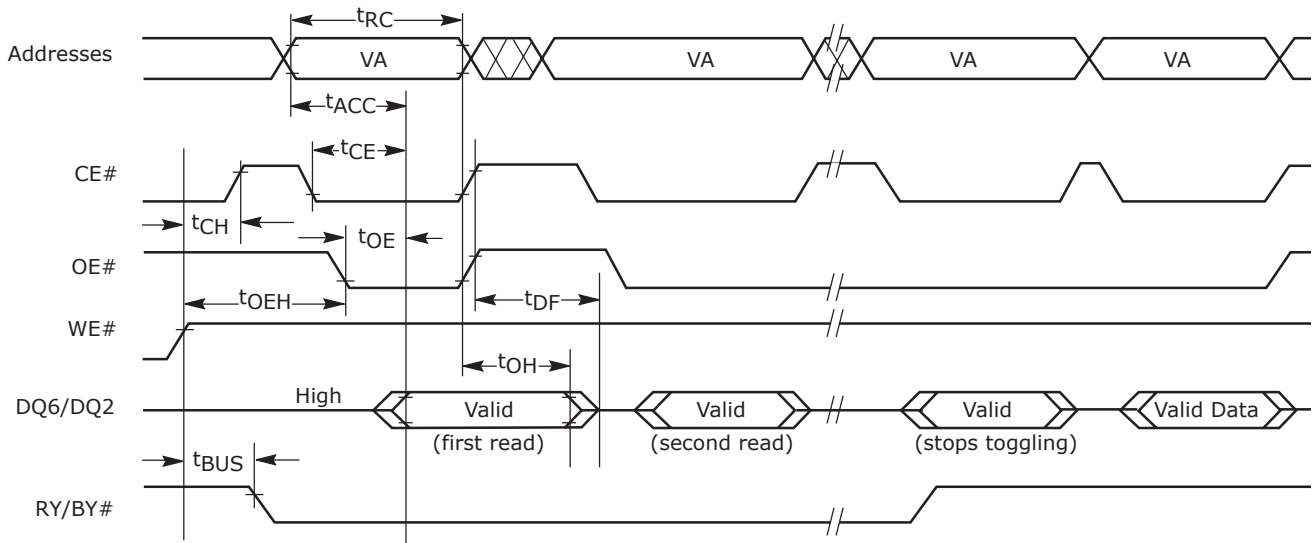 tRC
Addresses VA VA VA VA
tACC
tCE
CE#
tCH
tOE
OE#
tOEH
tDF
WE#
tOH
High
DQ6/DQ2 Valid Valid Valid Valid Data
(first read) (second read) (stops toggling)
tBUS
RY/BY#